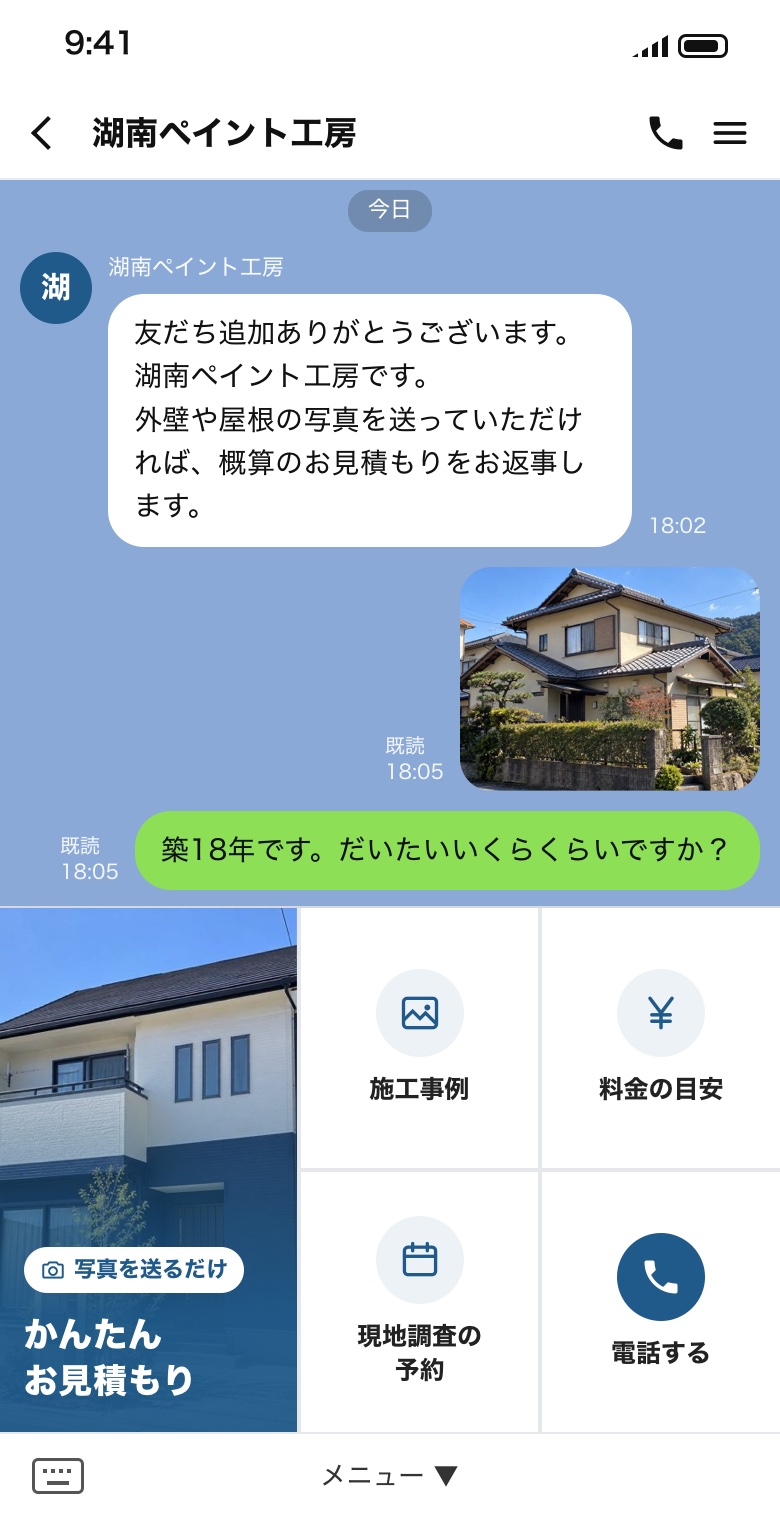 9:41
湖南ペイント工房
今日
湖
湖南ペイント工房
友だち追加ありがとうございます。
湖南ペイント工房です。
外壁や屋根の写真を送っていただけ
れば、概算のお見積もりをお返事し
ます。
18:02
既読
18:05
既読
18:05
築18年です。だいたいいくらくらいですか？
写真を送るだけ
かんたん
お見積もり
施工事例
¥
料金の目安
現地調査の
予約
電話する
メニュー ▼